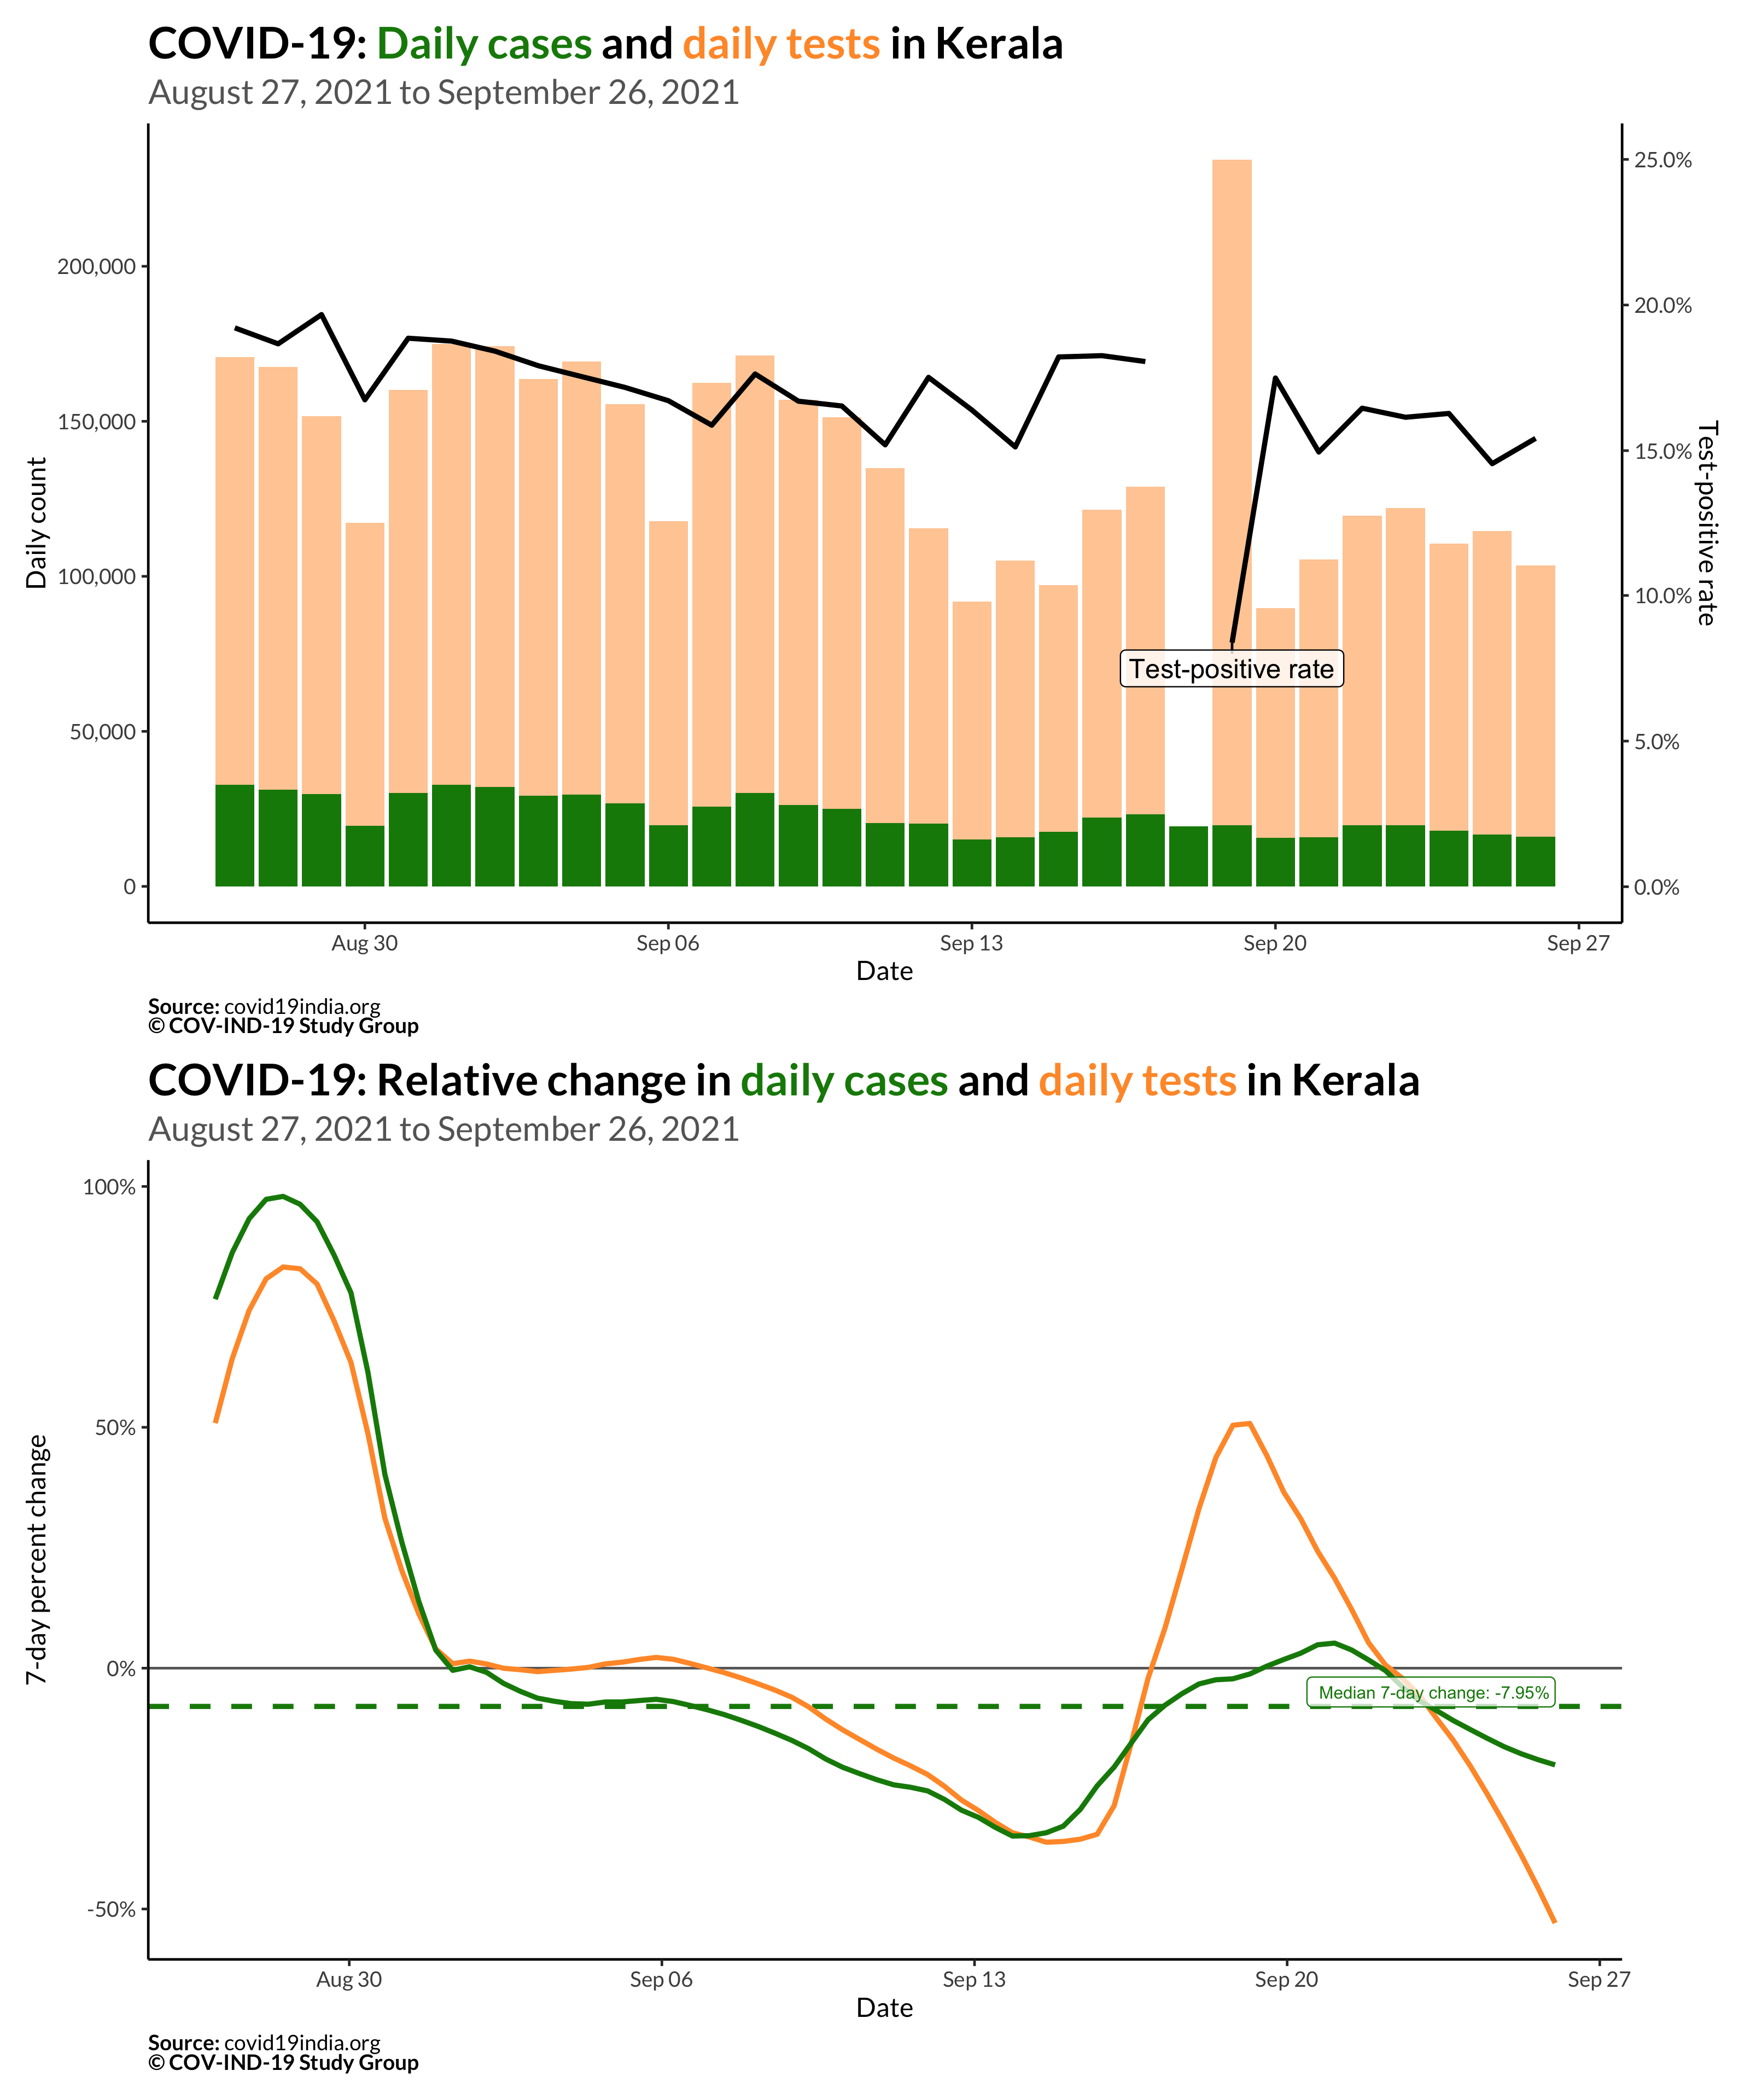 COVID-19: Daily cases and daily tests in Kerala
August 27, 2021 to September 26, 2021
Daily count
200,000
150,000
100,000
50,000
0
25.0%
20.0%
15.0%
10.0%
5.0%
0.0%
Test-positive rate
Test-positive rate
Aug 30
Sep 06
Sep 13
Sep 20
Sep 27
Date
Source: covid19india.org
© COV-IND-19 Study Group
COVID-19: Relative change in daily cases and daily tests in Kerala
August 27, 2021 to September 26, 2021
7-day percent change
100%
50%
0%
-50%
Median 7-day change: -7.95%
Aug 30
Sep 06
Sep 13
Sep 20
Sep 27
Date
Source: covid19india.org
© COV-IND-19 Study Group